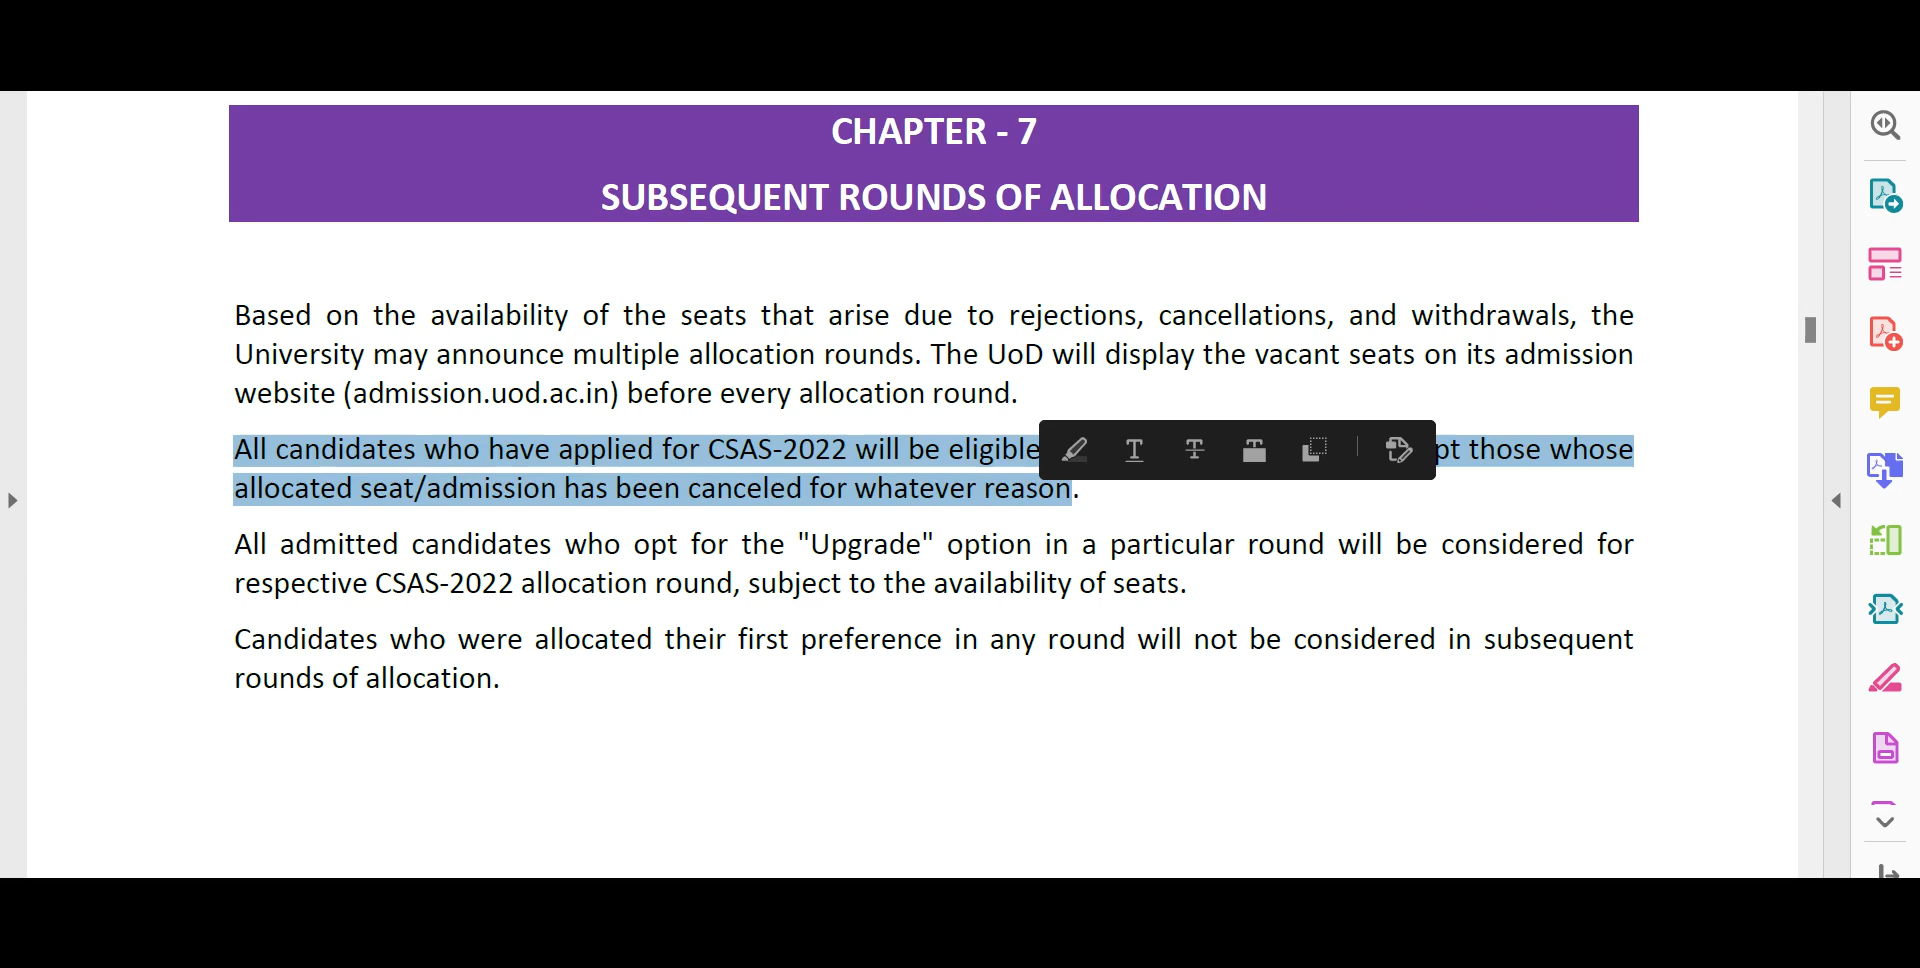 CHAPTER - 7
SUBSEQUENT ROUNDS OF ALLOCATION
Based on the availability of the seats that arise due to rejections, cancellations, and withdrawals, the
University may announce multiple allocation rounds. The UoD will display the vacant seats on its admission
website (admission.uod.ac.in) before every allocation round.
All candidates who have applied for CSAS-2022 will be eligible pt those whose
allocated seat/admission has been canceled for whatever reason.
All admitted candidates who opt for the "Upgrade" option in a particular round will be considered for
respective CSAS-2022 allocation round, subject to the availability of seats.
Candidates who were allocated their first preference in any round will not be considered in subsequent
rounds of allocation.